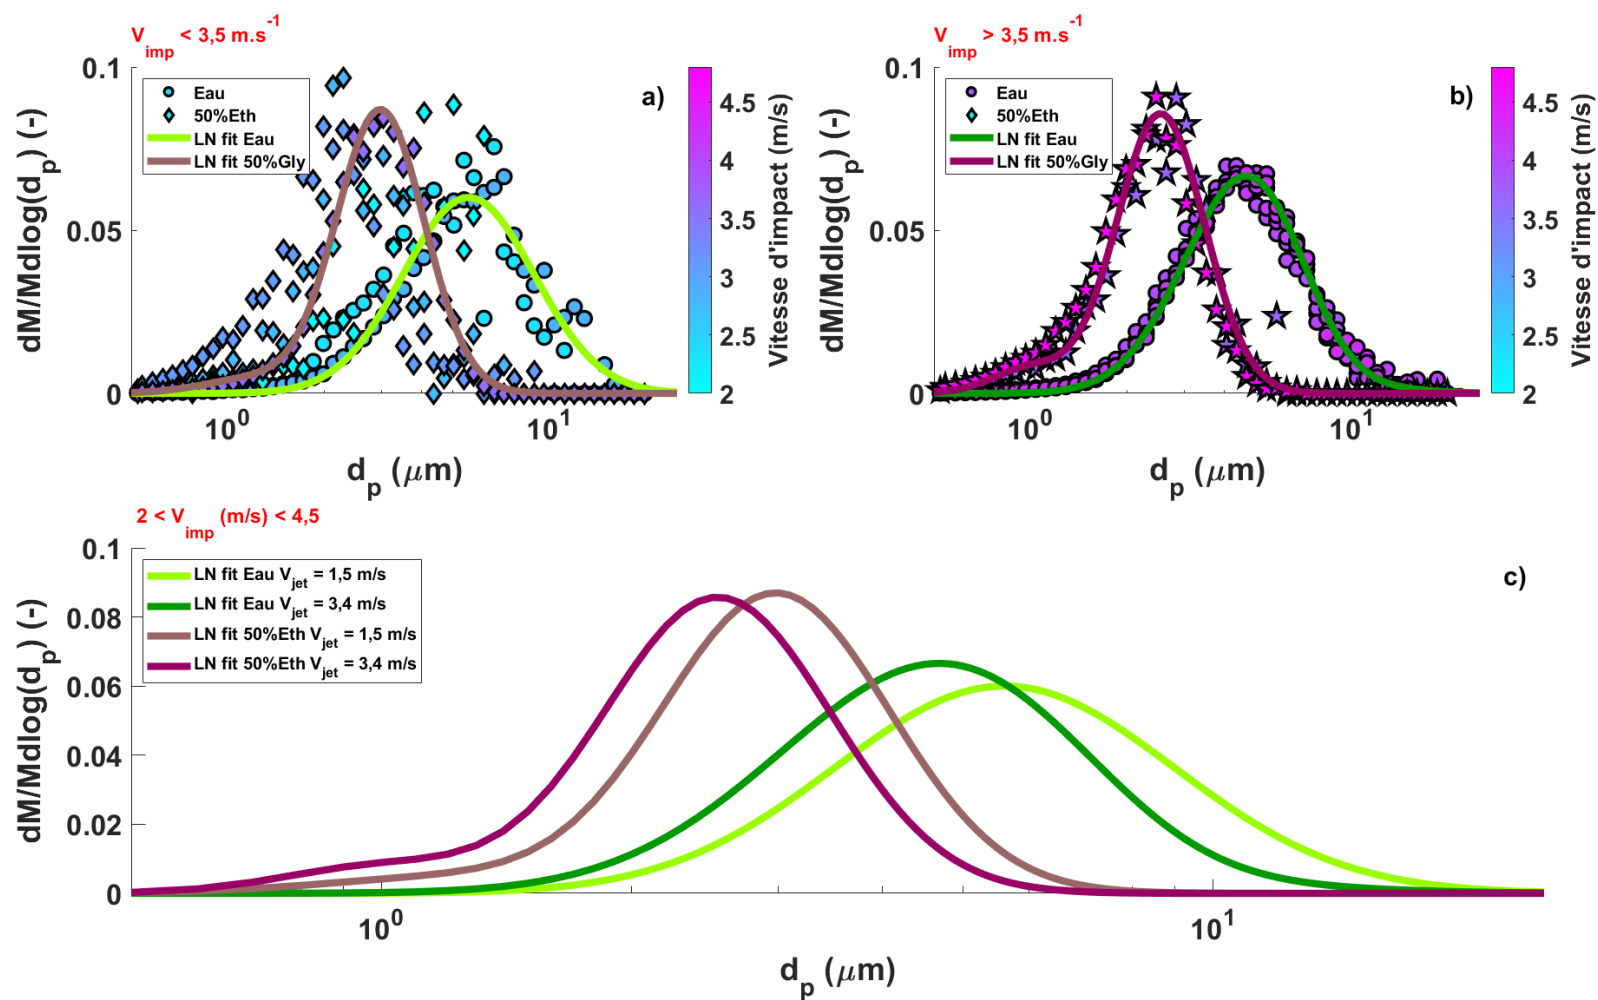 V_imp < 3,5 m.s^-1
0.1
0.05
0
dM/Mdlog(d_p) (-)
Eau
50%Eth
LN fit Eau
LN fit 50%Gly
a)
10^0
10^1
d_p (μm)
4.5
4
3.5
3
2.5
2
Vitesse d'impact (m/s)
V_imp > 3,5 m.s^-1
0.1
0.05
0
dM/Mdlog(d_p) (-)
Eau
50%Eth
LN fit Eau
LN fit 50%Gly
b)
10^0
10^1
d_p (μm)
4.5
4
3.5
3
2.5
2
Vitesse d'impact (m/s)
2 < V_imp (m/s) < 4,5
0.1
0.08
0.06
0.04
0.02
0
dM/Mdlog(d_p) (-)
LN fit Eau V_jet = 1,5 m/s
LN fit Eau V_jet = 3,4 m/s
LN fit 50%Eth V_jet = 1,5 m/s
LN fit 50%Eth V_jet = 3,4 m/s
c)
10^0
10^1
d_p (μm)